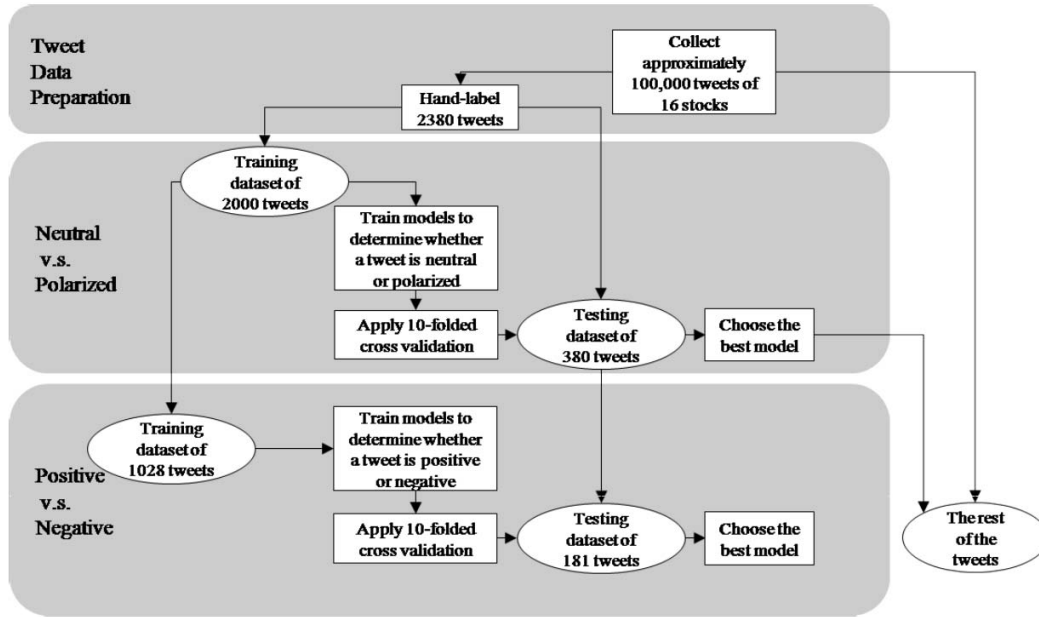 Tweet
Data
Preparation
Collect
approximately
100,000 tweets of
16 stocks
Hand-label
2380 tweets
Neutral
v.s.
Polarized
Training
dataset of
2000 tweets
Train models to
determine whether
a tweet is neutral
or polarized
Apply 10-folded
cross validation
Testing
dataset of
380 tweets
Choose the
best model
Positive
v.s.
Negative
Training
dataset of
1028 tweets
Train models to
determine whether
a tweet is positive
or negative
Apply 10-folded
cross validation
Testing
dataset of
181 tweets
Choose the
best model
The rest
of the
tweets